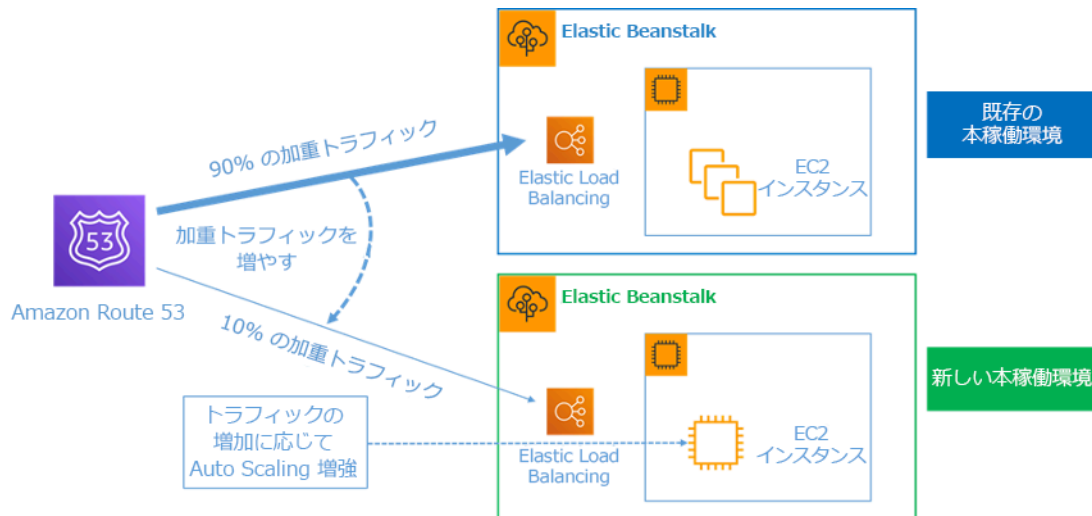 Elastic Beanstalk
90% の加重トラフィック
Elastic Load
Balancing
EC2
インスタンス
既存の
本稼働環境
53
加重トラフィックを
増やす
Amazon Route 53
10% の加重トラフィック
Elastic Beanstalk
トラフィックの
増加に応じて
Auto Scaling 増強
Elastic Load
Balancing
EC2
インスタンス
新しい本稼働環境